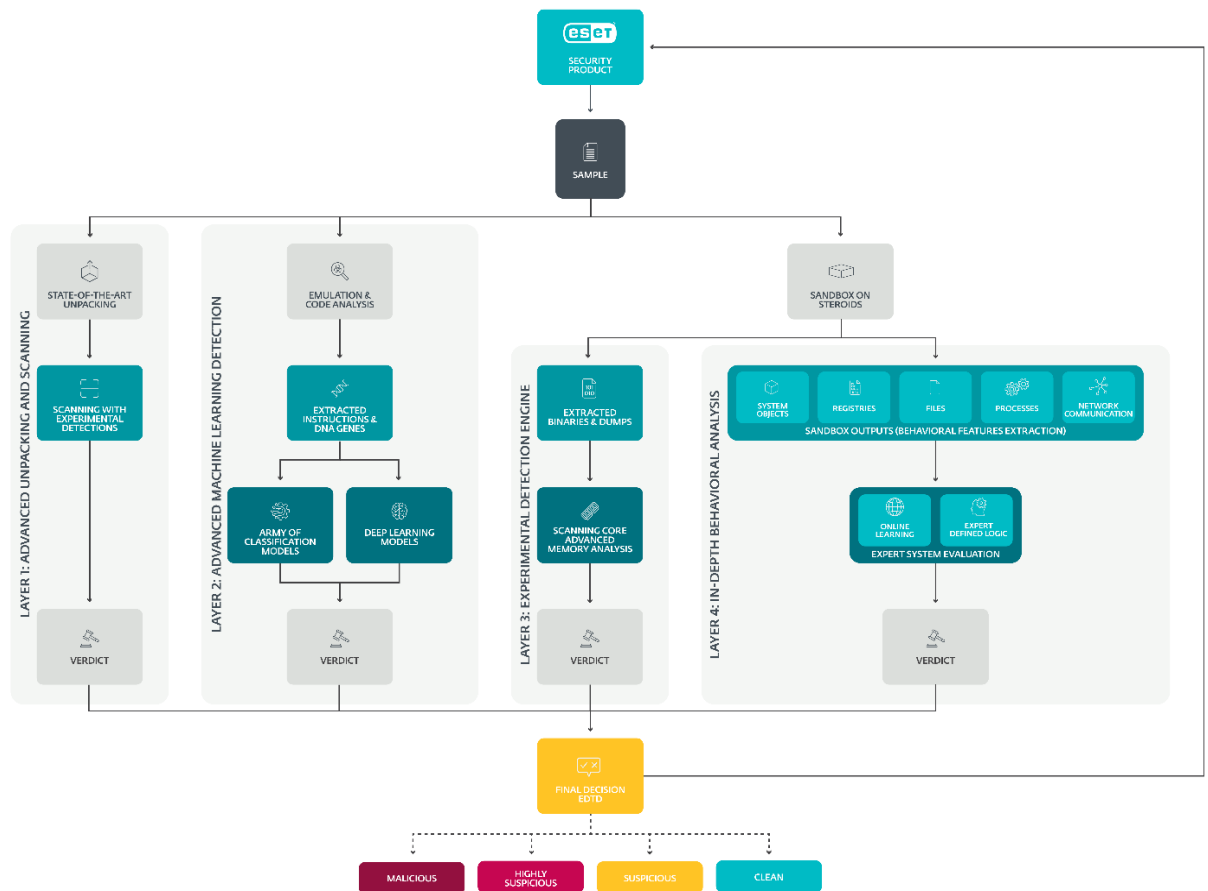 eset
SECURITY
PRODUCT
SAMPLE
LAYER 1: ADVANCED UNPACKING AND SCANNING
STATE-OF-THE-ART
UNPACKING
SCANNING WITH
EXPERIMENTAL
DETECTIONS
VERDICT
LAYER 2: ADVANCED MACHINE LEARNING DETECTION
EMULATION &
CODE ANALYSIS
EXTRACTED
INSTRUCTIONS &
DNA GENES
ARMY OF
CLASSIFICATION
MODELS
DEEP LEARNING
MODELS
VERDICT
SANDBOX ON
STEROIDS
LAYER 3: EXPERIMENTAL DETECTION ENGINE
EXTRACTED
BINARIES & DUMPS
SCANNING CORE
ADVANCED
MEMORY ANALYSIS
VERDICT
LAYER 4: IN-DEPTH BEHAVIORAL ANALYSIS
SYSTEM
OBJECTS
REGISTRIES
FILES
PROCESSES
NETWORK
COMMUNICATION
SANDBOX OUTPUTS (BEHAVIORAL FEATURES EXTRACTION)
ONLINE
LEARNING
EXPERT
DEFINED LOGIC
EXPERT SYSTEM EVALUATION
VERDICT
FINAL DECISION
EDTD
MALICIOUS
HIGHLY
SUSPICIOUS
SUSPICIOUS
CLEAN